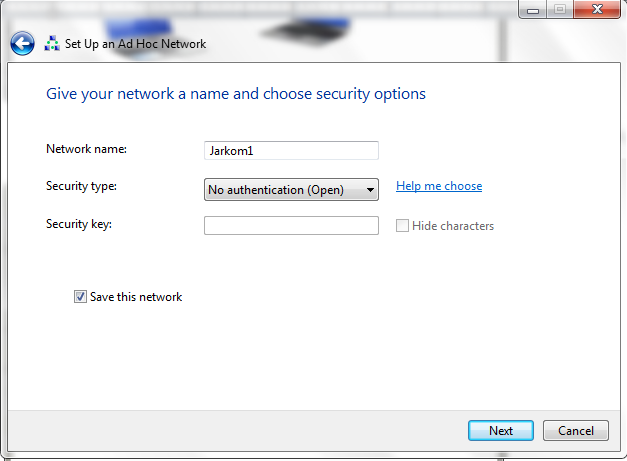 Set Up an Ad Hoc Network
Give your network a name and choose security options
Network name:
Jarkom1
Security type:
No authentication (Open)
Help me choose
Security key:
Hide characters
Save this network
Next
Cancel